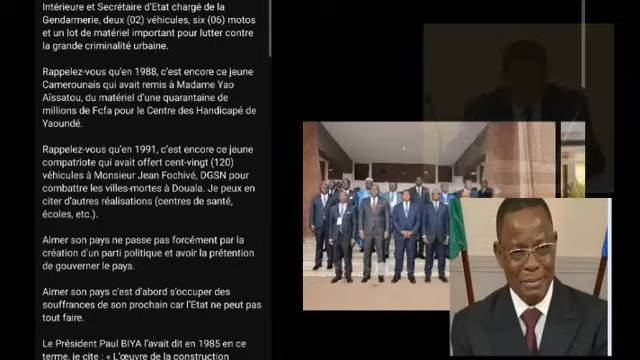 Intérieure et Secrétaire d'Etat chargé de la
Gendarmerie, deux (02) véhicules, six (06) motos
et un lot de matériel important pour lutter contre
la grande criminalité urbaine.
Rappelez-vous qu'en 1988, c'est encore ce jeune
Camerounais qui avait remis à Madame Yao
Aïssatou, du matériel d'une quarantaine de
millions de Fcfa pour le Centre des Handicapé de
Yaoundé.
Rappelez-vous qu'en 1991, c'est encore ce jeune
compatriote qui avait offert cent-vingt (120)
véhicules à Monsieur Jean Fochivé, DGSN pour
combattre les villes-mortes à Douala. Je peux en
citer d'autres réalisations (centres de santé,
écoles, etc.).
Aimer son pays ne passe pas forcément par la
création d'un parti politique et avoir la prétention
de gouverner le pays.
Aimer son pays c'est d'abord s'occuper des
souffrances de son prochain car l'Etat ne peut pas
tout faire.
Le Président Paul BIYA l'avait dit en 1985 en ce
terme, je cite : « L'œuvre de la construction